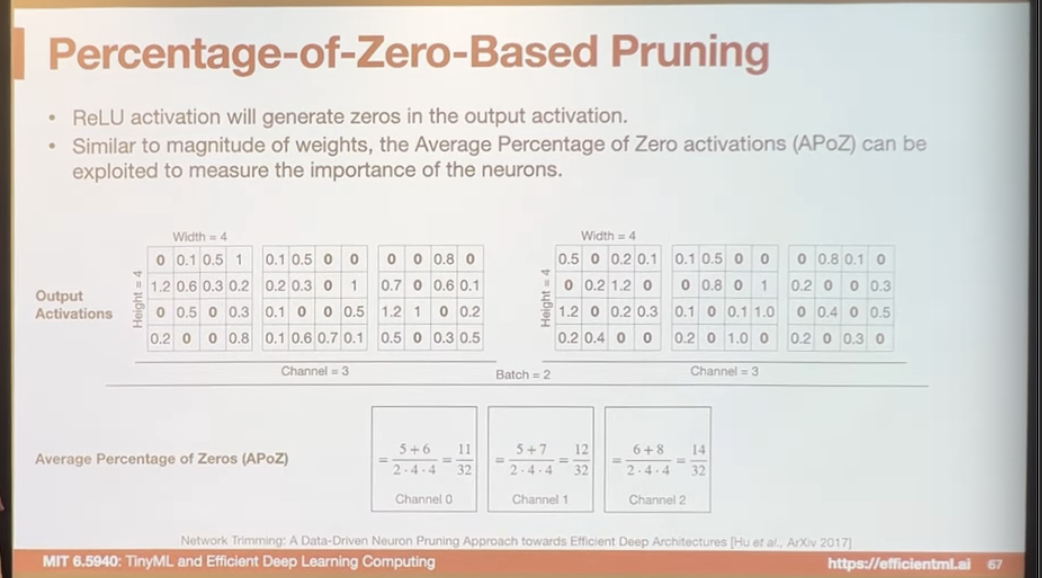 Percentage-of-Zero-Based Pruning
• ReLU activation will generate zeros in the output activation.
• Similar to magnitude of weights, the Average Percentage of Zero activations (APoZ) can be
exploited to measure the importance of the neurons.
Width = 4
Width = 4
Output
Activations
Height = 4
0 0.1 0.5 1 0.1 0.5 0 0 0 0 0.8 0
1.2 0.6 0.3 0.2 0.2 0.3 0 1 0.7 0 0.6 0.1
0 0.5 0 0.3 0.1 0 0 0.5 1.2 1 0 0.2
0.2 0 0 0.8 0.1 0.6 0.7 0.1 0.5 0 0.3 0.5
Channel = 3
Batch = 2
Height = 4
0.5 0 0.2 0.1 0.1 0.5 0 0 0 0.8 0.1 0
0 0.2 1.2 0 0 0.8 0 1 0.2 0 0 0.3
1.2 0 0.2 0.3 0.1 0 0.1 1.0 0 0.4 0 0.5
0.2 0.4 0 0 0.2 0 1.0 0 0.2 0 0.3 0
Channel = 3
Average Percentage of Zeros (APoZ)
= 5+6 / 2·4·4 = 11 / 32
Channel 0
= 5+7 / 2·4·4 = 12 / 32
Channel 1
= 6+8 / 2·4·4 = 14 / 32
Channel 2
Network Trimming: A Data-Driven Neuron Pruning Approach towards Efficient Deep Architectures [Hu et al., ArXiv 2017]
MIT 6.5940: TinyML and Efficient Deep Learning Computing
https://efficientml.ai 67